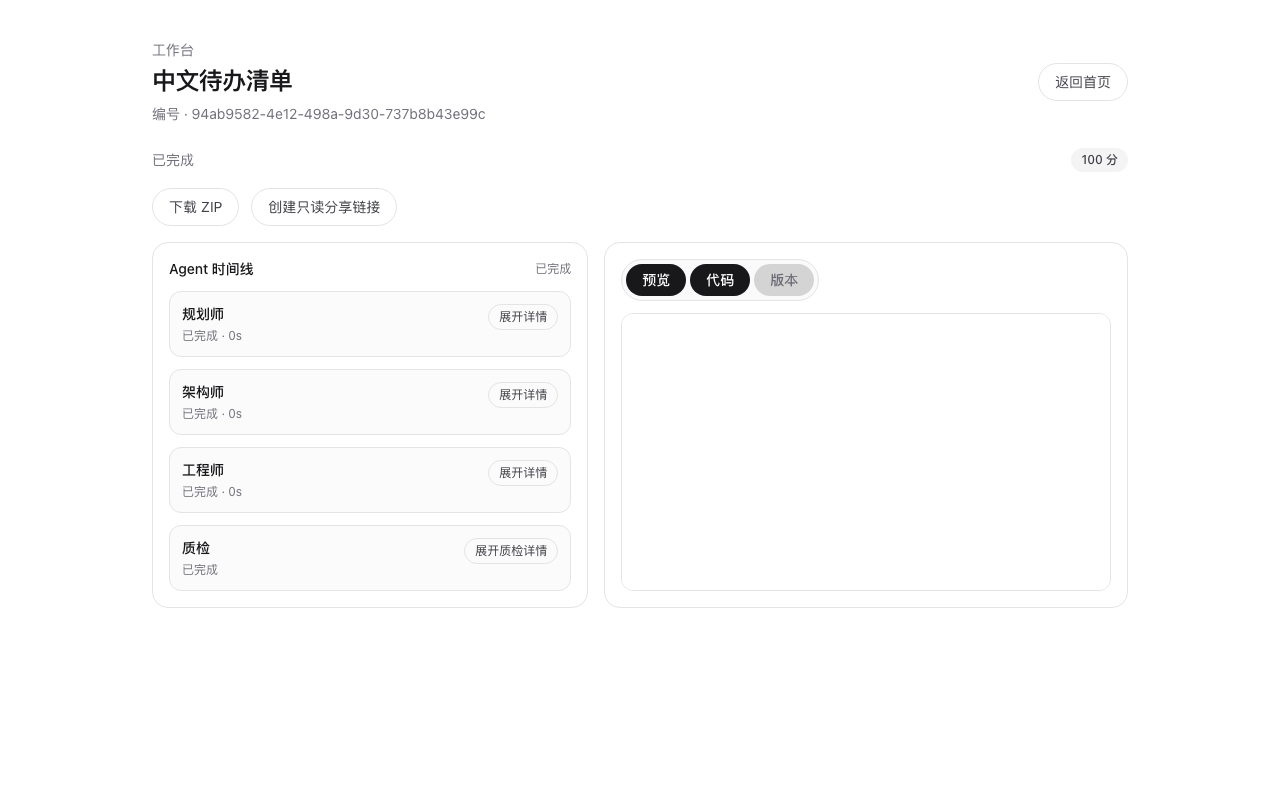 工作台
中文待办清单
编号 · 94ab9582-4e12-498a-9d30-737b8b43e99c
返回首页
已完成
100 分
下载 ZIP
创建只读分享链接
Agent 时间线
已完成
规划师
已完成 · 0s
展开详情
架构师
已完成 · 0s
展开详情
工程师
已完成 · 0s
展开详情
质检
已完成
展开质检详情
预览
代码
版本